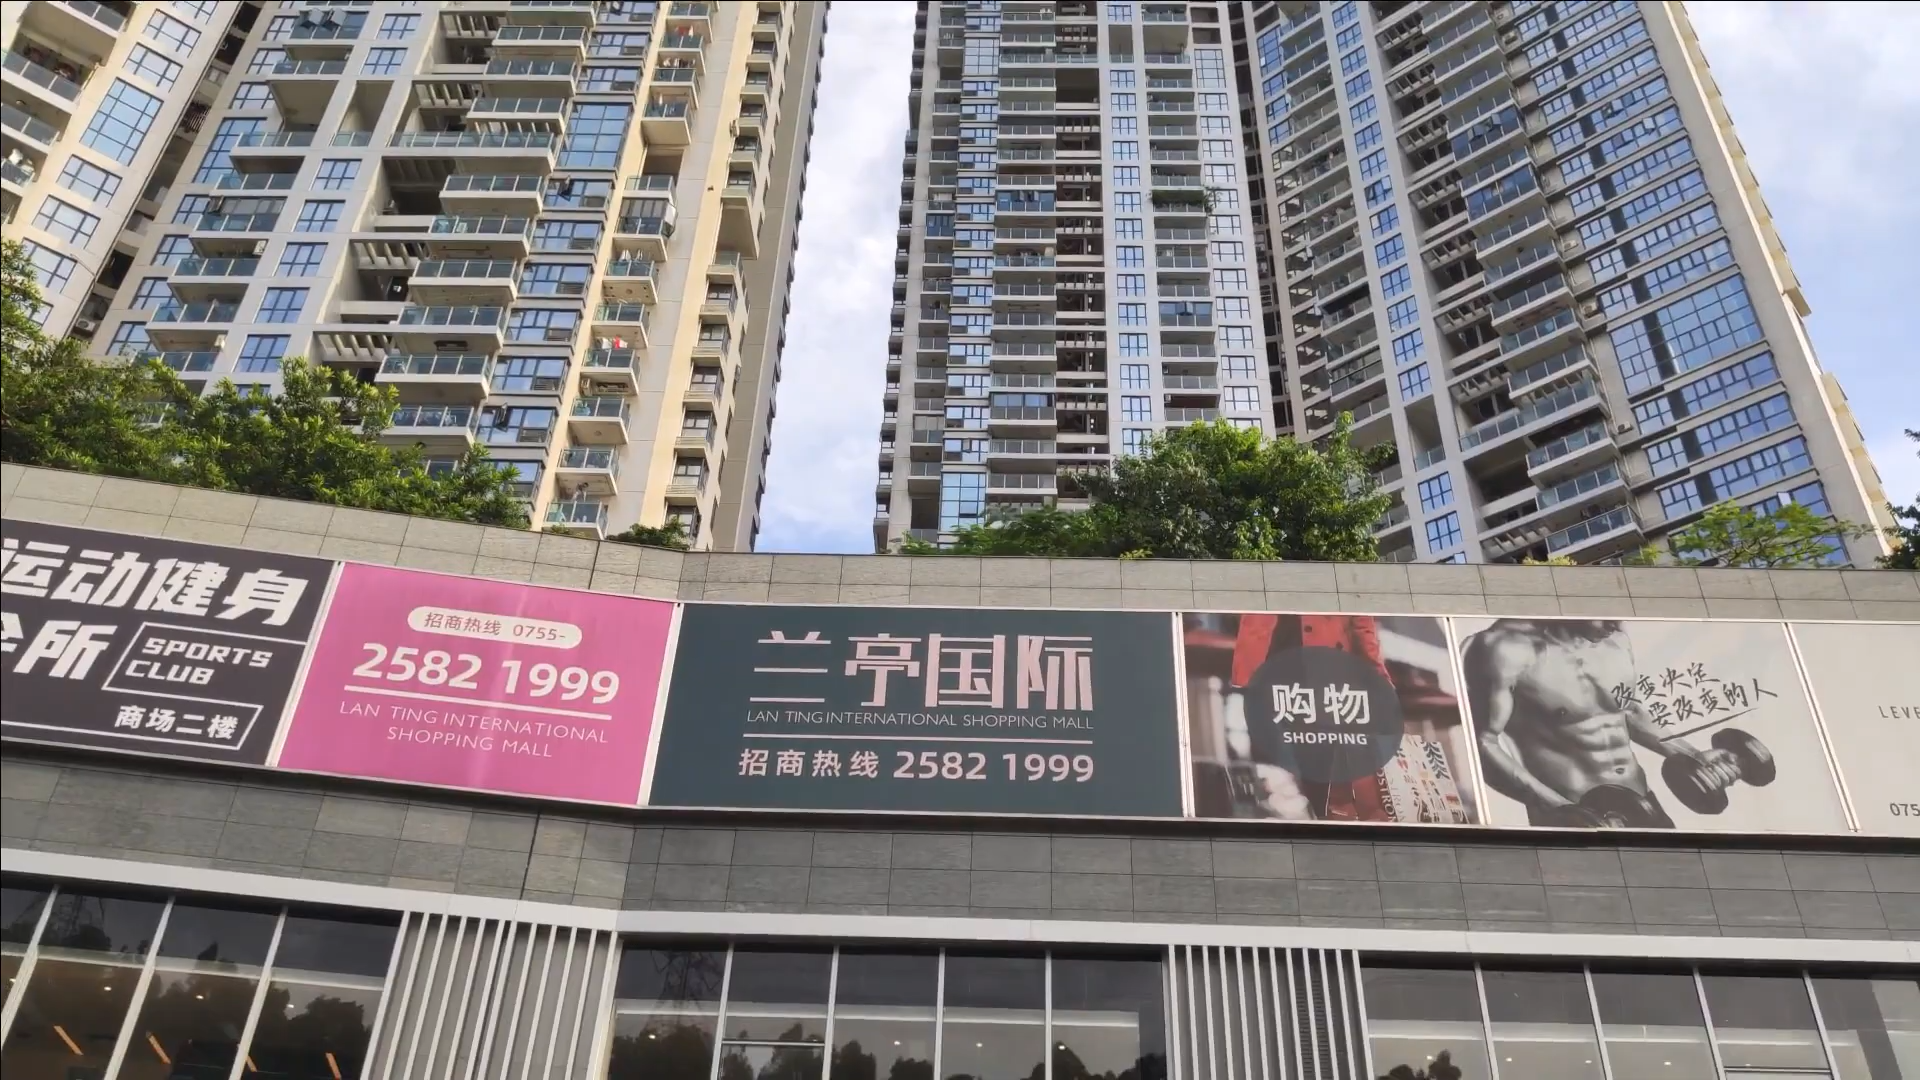 运动健身
会所
SPORTS
CLUB
商场二楼
招商热线 0755-
2582 1999
LAN TING INTERNATIONAL
SHOPPING MALL
兰亭国际
LAN TING INTERNATIONAL SHOPPING MALL
招商热线 2582 1999
购物
SHOPPING
改变决定
要改变的人
LEVE
075